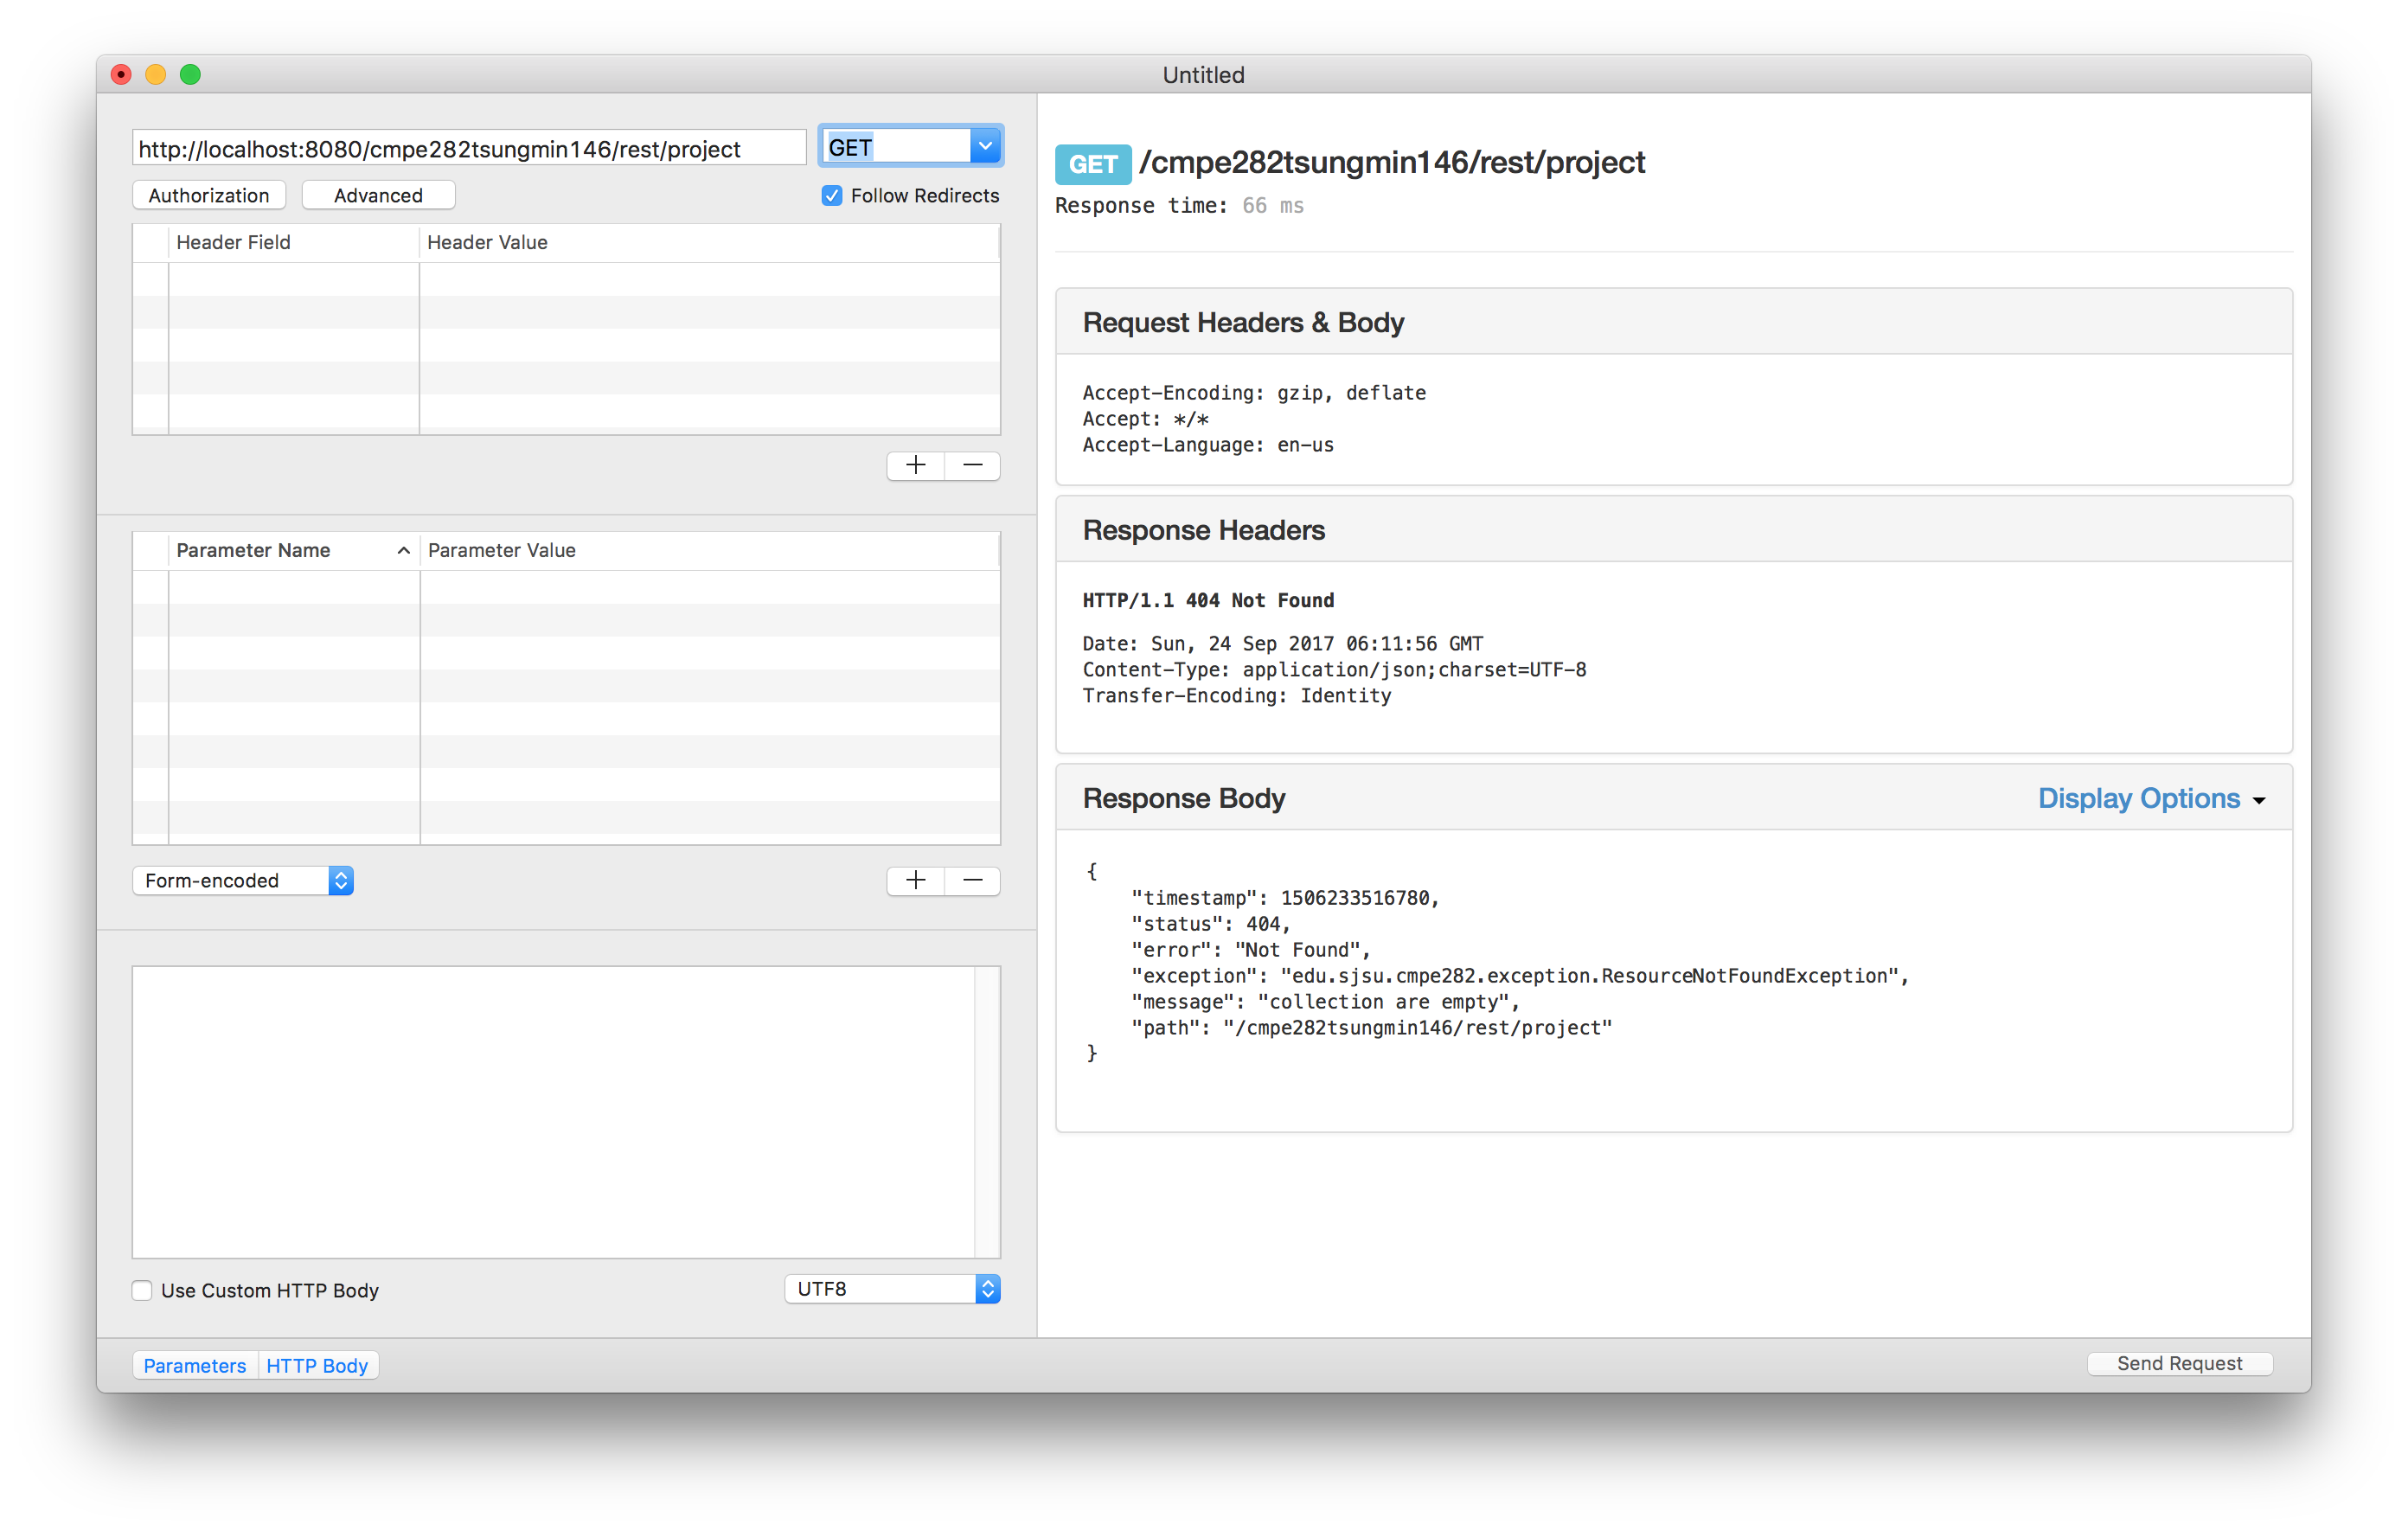 Untitled
http://localhost:8080/cmpe282tsungmin146/rest/project
GET
Authorization
Advanced
Follow Redirects
Header Field
Header Value
Parameter Name
Parameter Value
Form-encoded
Use Custom HTTP Body
UTF8
Parameters
HTTP Body
GET /cmpe282tsungmin146/rest/project
Response time: 66 ms
Request Headers & Body
Accept-Encoding: gzip, deflate
Accept: */*
Accept-Language: en-us
Response Headers
HTTP/1.1 404 Not Found
Date: Sun, 24 Sep 2017 06:11:56 GMT
Content-Type: application/json;charset=UTF-8
Transfer-Encoding: Identity
Response Body
Display Options
{
"timestamp": 1506233516780,
"status": 404,
"error": "Not Found",
"exception": "edu.sjsu.cmpe282.exception.ResourceNotFoundException",
"message": "collection are empty",
"path": "/cmpe282tsungmin146/rest/project"
}
Send Request